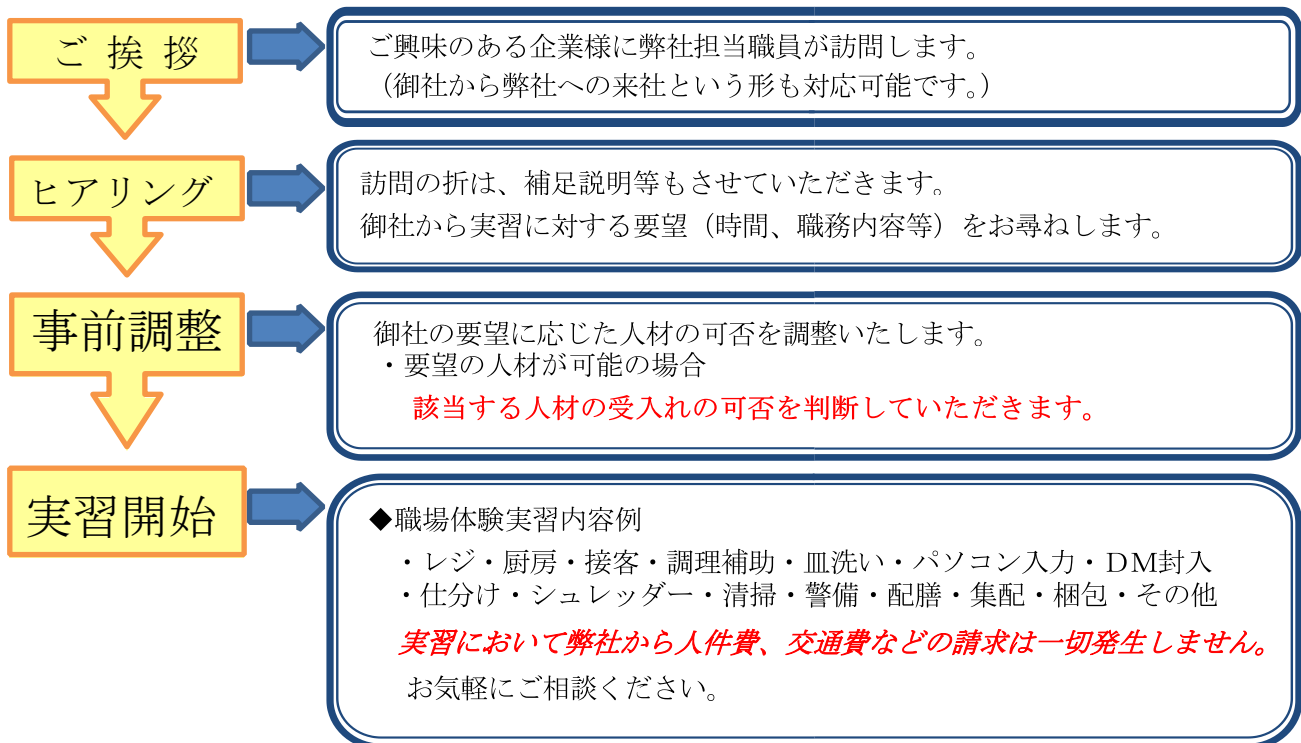 ご挨拶
ご興味のある企業様に弊社担当職員が訪問します。
（御社から弊社への来社という形も対応可能です。）
ヒアリング
訪問の折は、補足説明等もさせていただきます。
御社から実習に対する要望（時間、職務内容等）をお尋ねします。
事前調整
御社の要望に応じた人材の可否を調整いたします。
・要望の人材が可能の場合
該当する人材の受入れの可否を判断していただきます。
実習開始
◆職場体験実習内容例
・レジ・厨房・接客・調理補助・皿洗い・パソコン入力・ＤＭ封入
・仕分け・シュレッダー・清掃・警備・配膳・集配・梱包・その他
実習において弊社から人件費、交通費などの請求は一切発生しません。
お気軽にご相談ください。